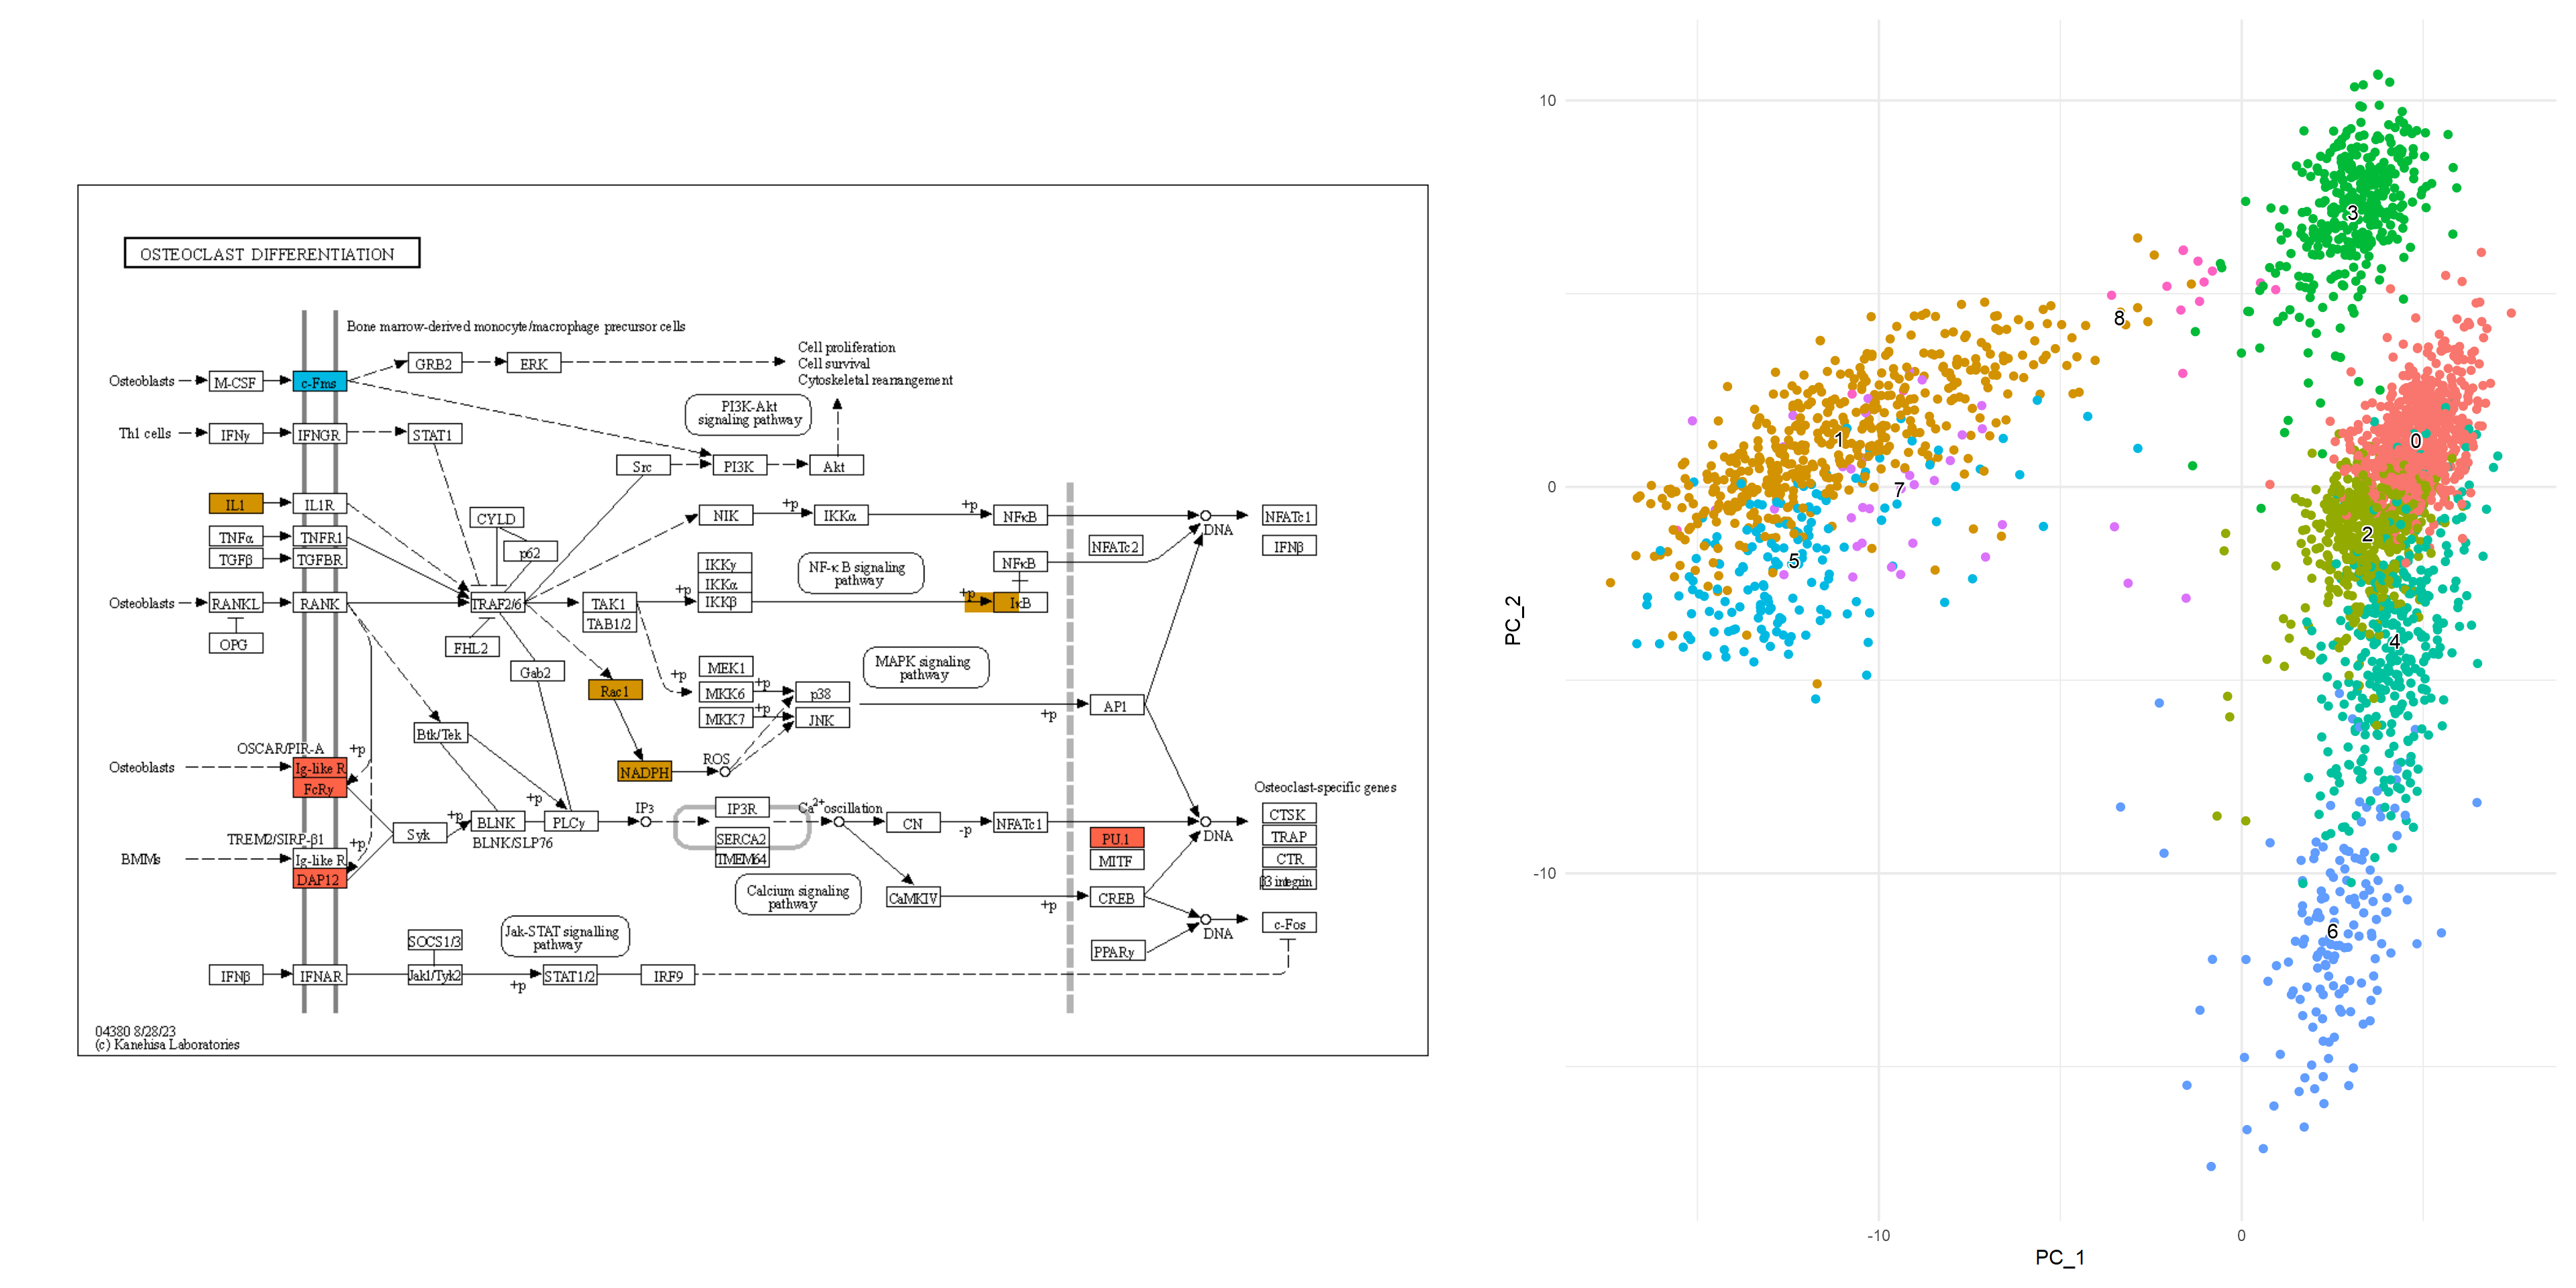 OSTEOCLAST DIFFERENTIATION
Bone marrow-derived monocyte/macrophage precursor cells
Osteoblasts
M-CSF
c-Fms
GRB2
ERK
Cell proliferation
Cell survival
Cytoskeletal rearrangement
PI3K-Akt
signaling pathway
Th1 cells
IFNγ
IFNGR
STAT1
Src
PI3K
Akt
IL1
IL1R
CYLD
p62
NIK
+p
IKKα
+p
NFκB
DNA
NFATc1
IFNβ
NFATc2
TNFα
TNFR1
TGFβ
TGFBR
IKKγ
IKKα
IKKβ
NF-κB signaling
pathway
NFκB
Osteoblasts
RANKL
RANK
TRAF2/6
TAK1
TAB1/2
+p
+p
IκB
OPG
FHL2
Gab2
Rac1
MEK1
MKK6
MKK7
+p
+p
+p
p38
JNK
MAPK signaling
pathway
+p
AP1
OSCAR/PIR-A
+p
Osteoblasts
Ig-like R
FcRγ
Btk/Tek
NADPH
ROS
TREM2/SIRP-β1
+p
BMMs
Ig-like R
DAP12
Syk
+p
BLNK
BLNK/SLP76
+p
PLCγ
IP3
IP3R
SERCA2
TMEM64
Ca2+ oscillation
CN
-p
NFATc1
PU.1
MITF
DNA
Osteoclast-specific genes
CTSK
TRAP
CTR
β3 integrin
Calcium signaling
pathway
CaMKIV
+p
CREB
DNA
c-Fos
PPARγ
Jak-STAT signalling
pathway
SOCS1/3
IFNβ
IFNAR
Jak1/Tyk2
+p
STAT1/2
IRF9
04380 8/28/23
(c) Kanehisa Laboratories
PC_2
10
0
-10
3
8
1
0
7
2
5
4
6
-10
0
PC_1